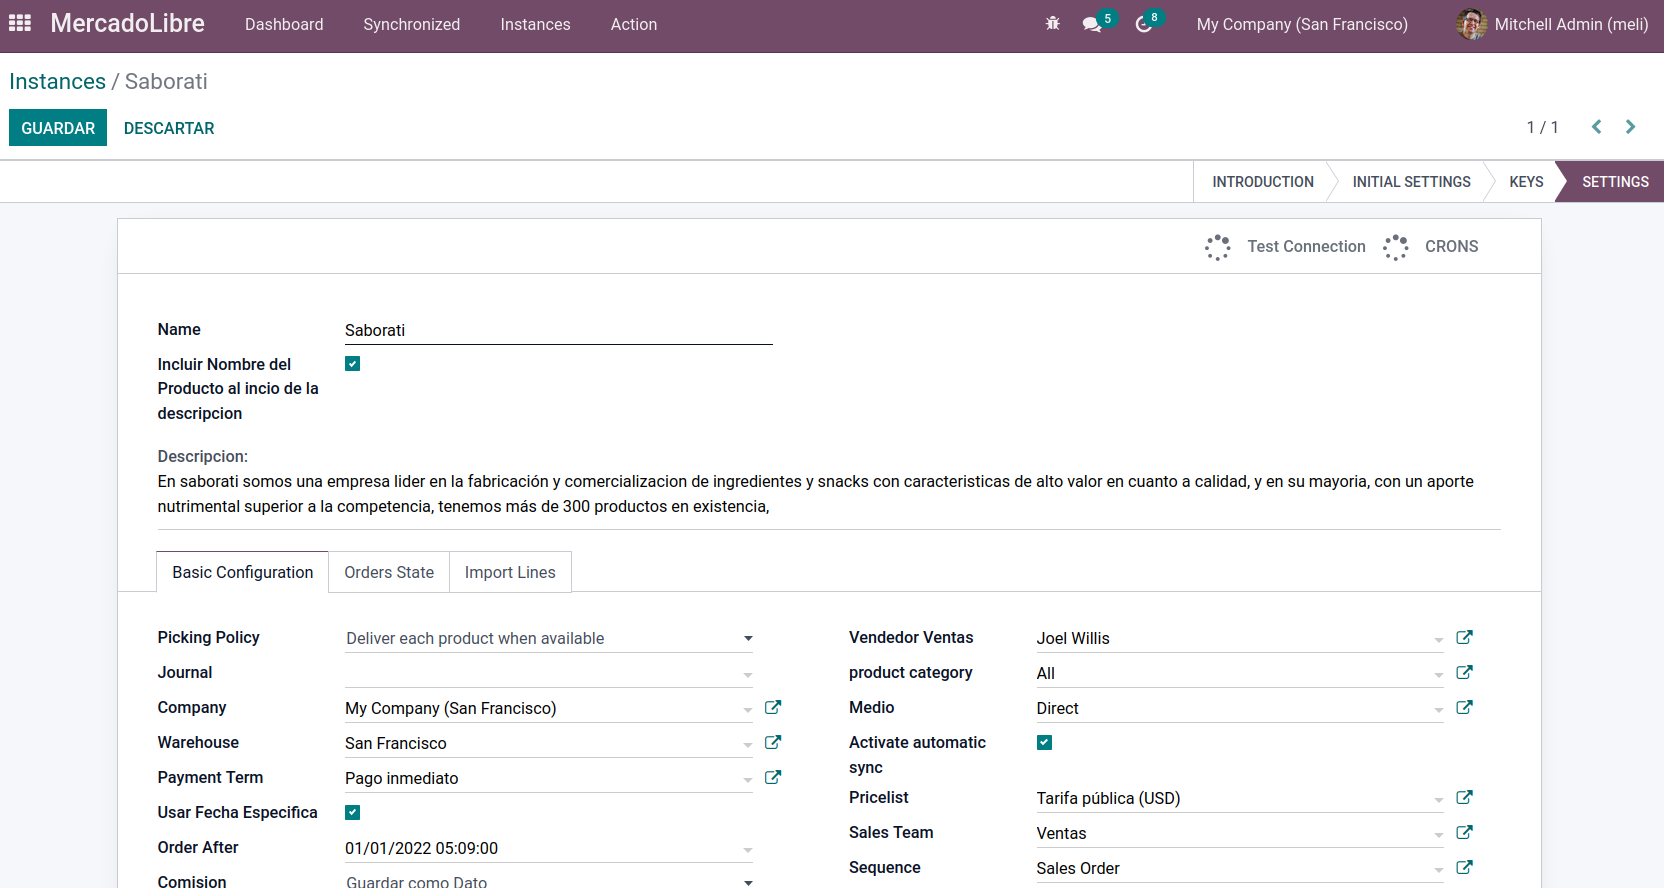 MercadoLibre Dashboard Synchronized Instances Action 5 8 My Company (San Francisco) Mitchell Admin (meli)
Instances / Saborati
GUARDAR DESCARTAR 1 / 1
INTRODUCTION INITIAL SETTINGS KEYS SETTINGS
Test Connection CRONS
Name Saborati
Incluir Nombre del
Producto al incio de la
descripcion
Descripcion:
En saborati somos una empresa lider en la fabricación y comercializacion de ingredientes y snacks con caracteristicas de alto valor en cuanto a calidad, y en su mayoria, con un aporte
nutrimental superior a la competencia, tenemos más de 300 productos en existencia,
Basic Configuration Orders State Import Lines
Picking Policy Deliver each product when available
Journal
Company My Company (San Francisco)
Warehouse San Francisco
Payment Term Pago inmediato
Usar Fecha Especifica
Order After 01/01/2022 05:09:00
Comision Guardar como Dato
Vendedor Ventas Joel Willis
product category All
Medio Direct
Activate automatic
sync
Pricelist Tarifa pública (USD)
Sales Team Ventas
Sequence Sales Order